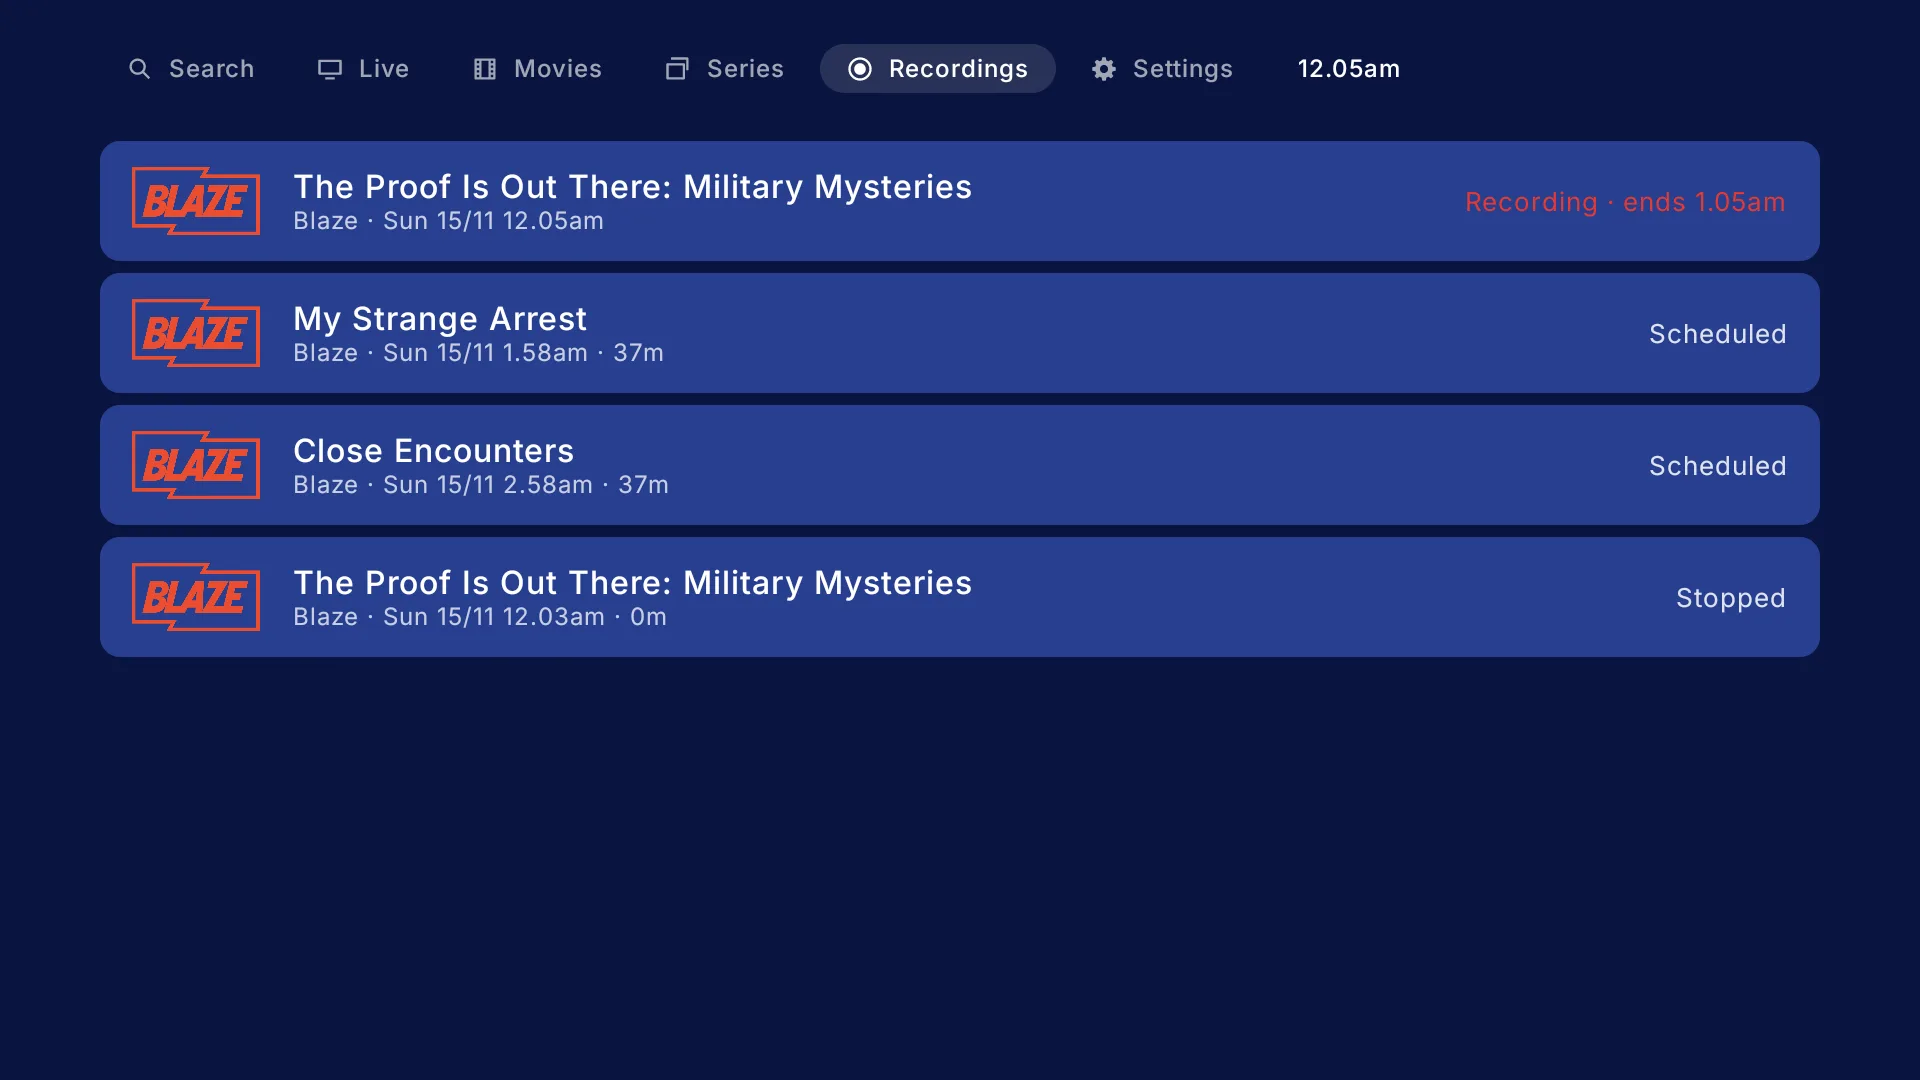 Search Live Movies Series Recordings Settings 12.05am
BLAZE
The Proof Is Out There: Military Mysteries
Blaze · Sun 15/11 12.05am
Recording · ends 1.05am
BLAZE
My Strange Arrest
Blaze · Sun 15/11 1.58am · 37m
Scheduled
BLAZE
Close Encounters
Blaze · Sun 15/11 2.58am · 37m
Scheduled
BLAZE
The Proof Is Out There: Military Mysteries
Blaze · Sun 15/11 12.03am · 0m
Stopped